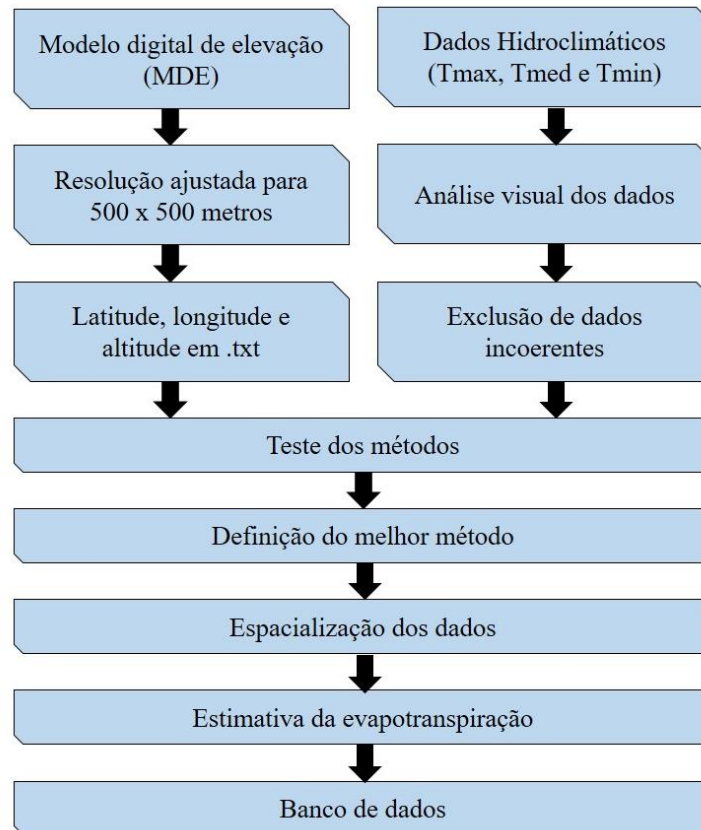 Modelo digital de elevação
(MDE)
Dados Hidroclimáticos
(Tmax, Tmed e Tmin)
Resolução ajustada para
500 x 500 metros
Análise visual dos dados
Latitude, longitude e
altitude em .txt
Exclusão de dados
incoerentes
Teste dos métodos
Definição do melhor método
Espacialização dos dados
Estimativa da evapotranspiração
Banco de dados